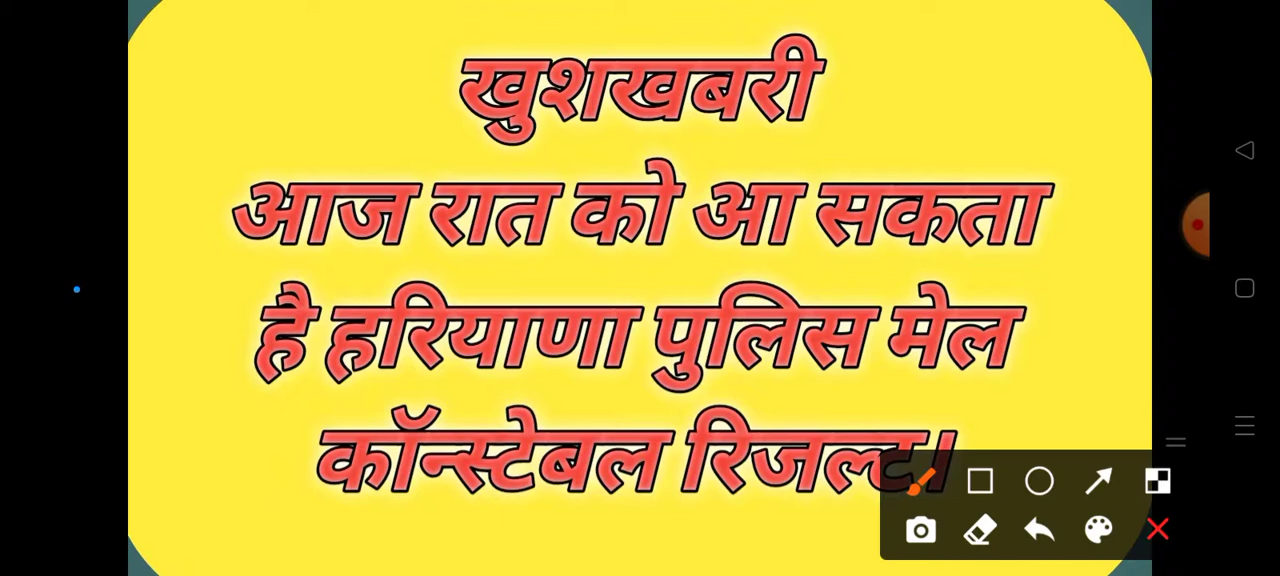 खुशखबरी
आज रात को आ सकता
है हरियाणा पुलिस मेल
कॉन्स्टेबल रिजल्ट।